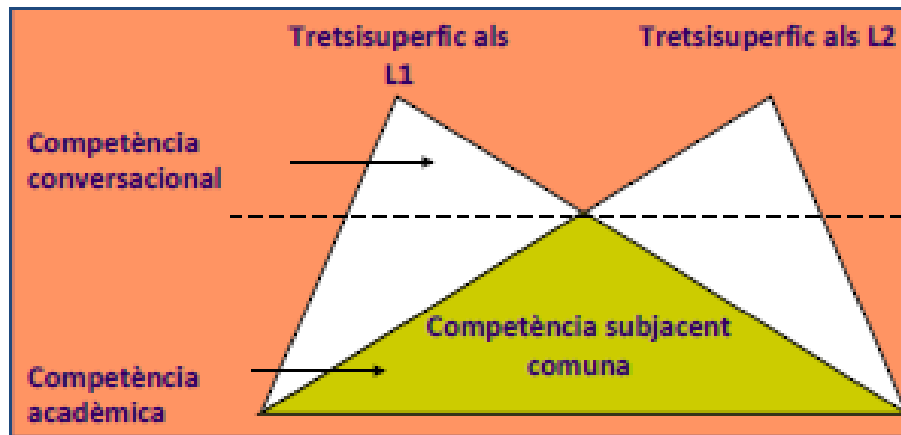 Tretsisuperfic als
L1
Tretsisuperfic als L2
Competència
conversacional
Competència subjacent
comuna
Competència
acadèmica